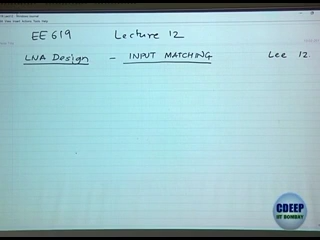 EE 619 Lecture 12
LNA Design - INPUT MATCHING Lee 12.
CDEEP
IIT BOMBAY